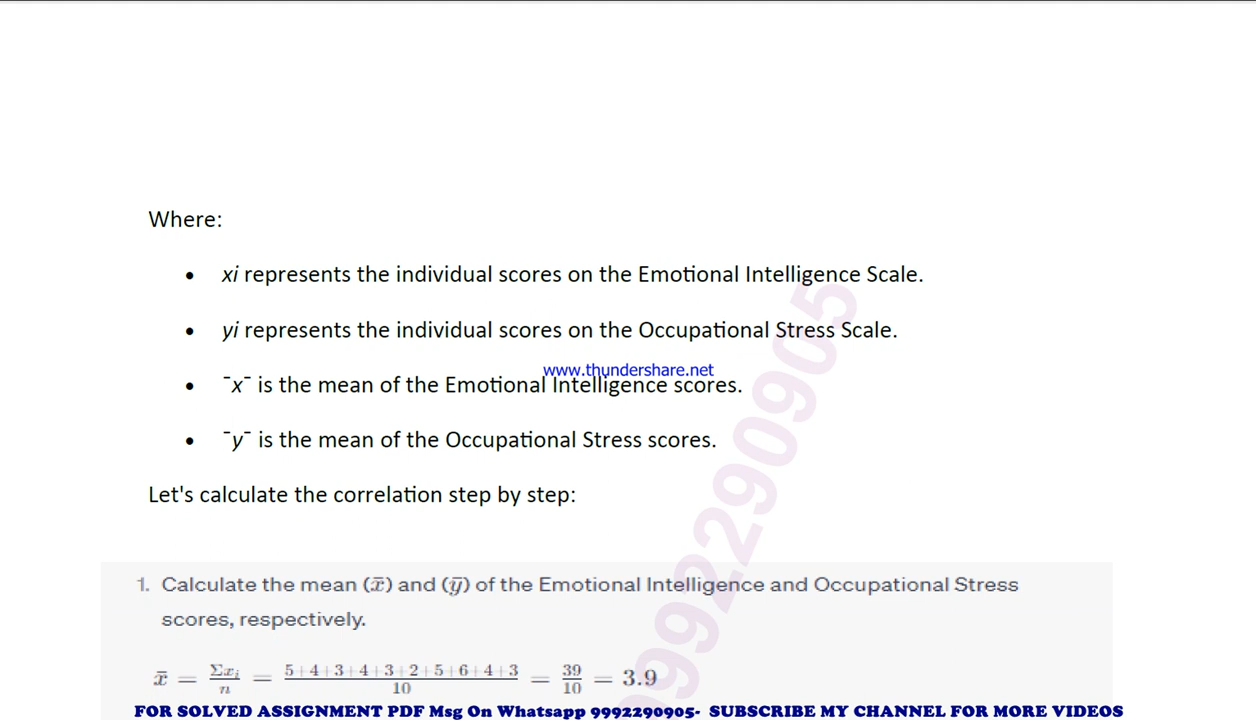 Where:
• xi represents the individual scores on the Emotional Intelligence Scale.
• yi represents the individual scores on the Occupational Stress Scale.
www.thundershare.net
• ¯x¯ is the mean of the Emotional Intelligence scores.
• ¯y¯ is the mean of the Occupational Stress scores.
Let's calculate the correlation step by step:
1. Calculate the mean (x̅) and (y̅) of the Emotional Intelligence and Occupational Stress
scores, respectively.
x̅ = Σxᵢ/n = 5+4+3+4+3+2+5+6+4+3/10 = 39/10 = 3.9
9992290905
FOR SOLVED ASSIGNMENT PDF Msg On Whatsapp 9992290905- SUBSCRIBE MY CHANNEL FOR MORE VIDEOS